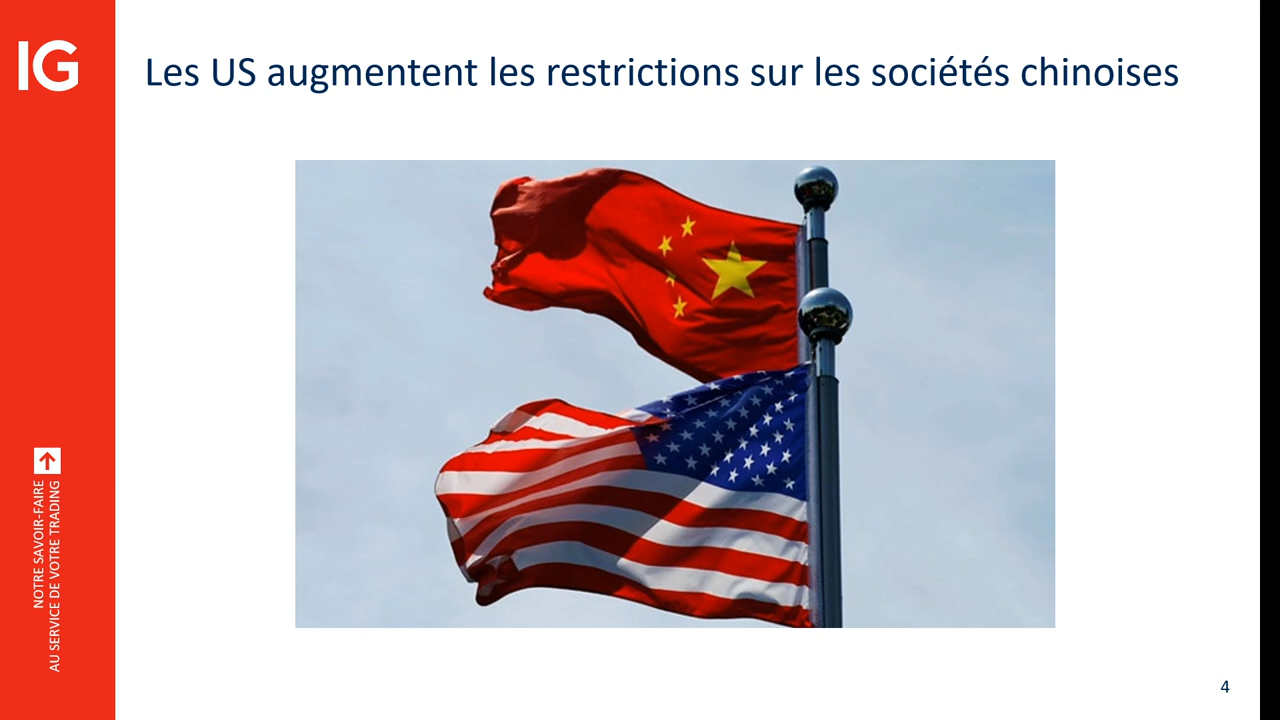 IG
Les US augmentent les restrictions sur les sociétés chinoises
NOTRE SAVOIR-FAIRE
AU SERVICE DE VOTRE TRADING
4